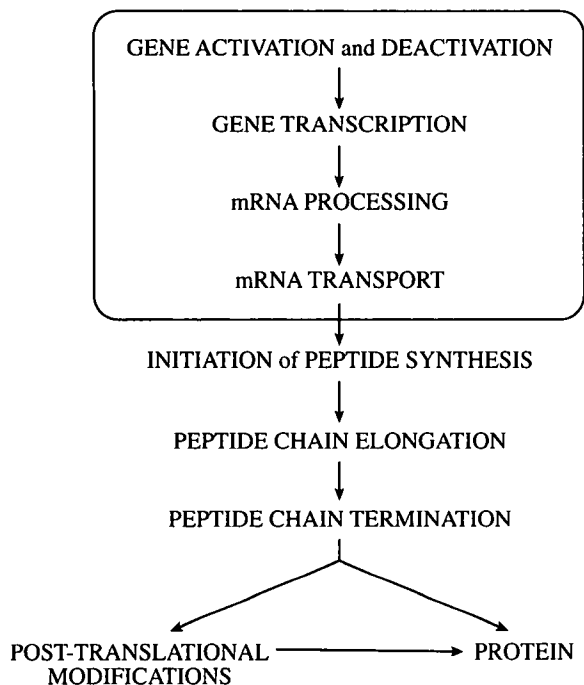 GENE ACTIVATION and DEACTIVATION
GENE TRANSCRIPTION
mRNA PROCESSING
mRNA TRANSPORT
INITIATION of PEPTIDE SYNTHESIS
PEPTIDE CHAIN ELONGATION
PEPTIDE CHAIN TERMINATION
POST-TRANSLATIONAL
MODIFICATIONS
PROTEIN